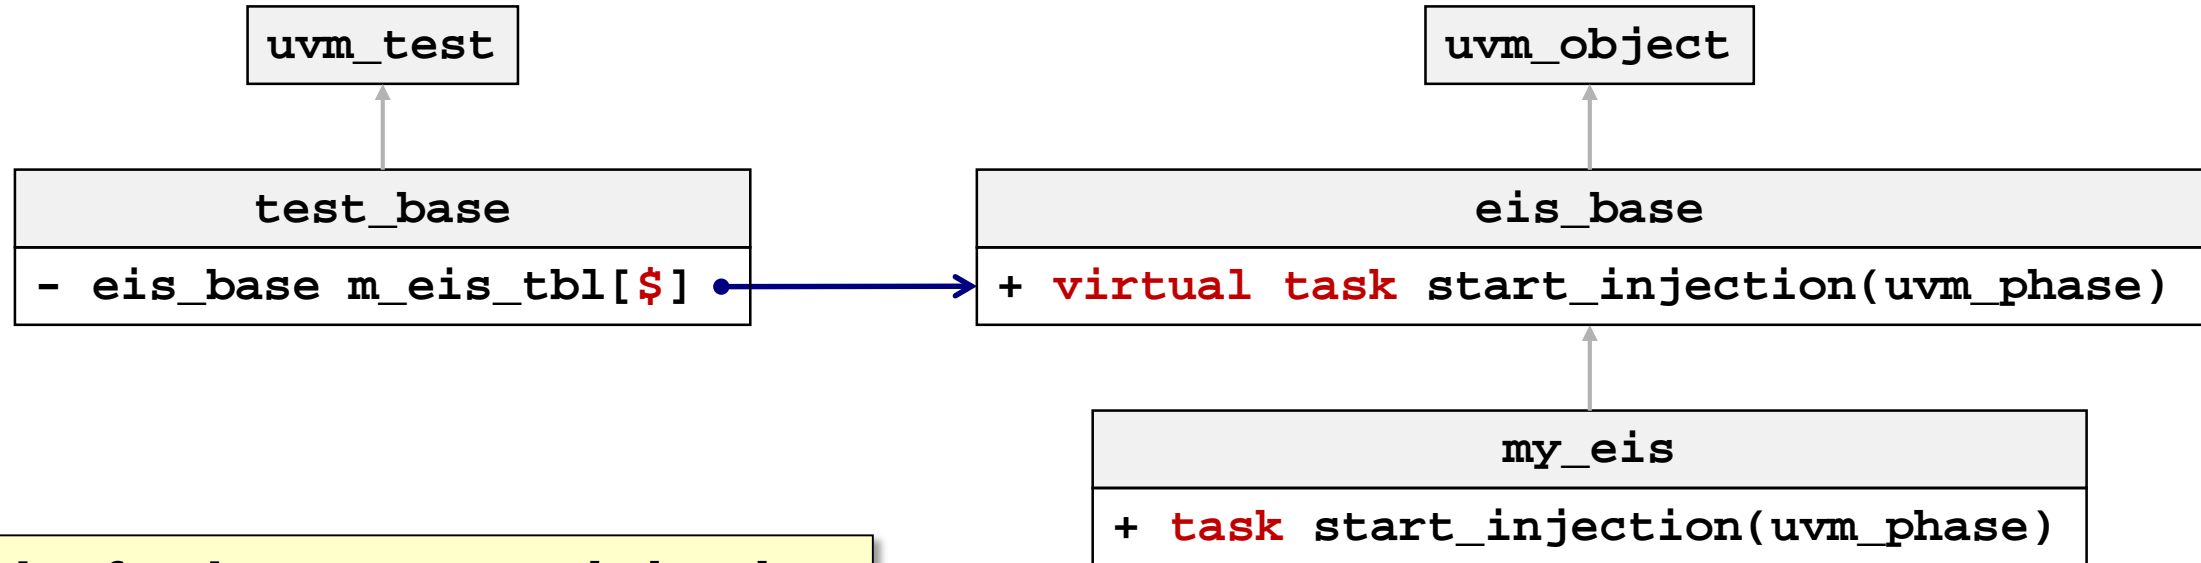 uvm_test
uvm_object
test_base
eis_base
- eis_base m_eis_tbl[$]
+ virtual task start_injection(uvm_phase)
my_eis
+ task start_injection(uvm_phase)